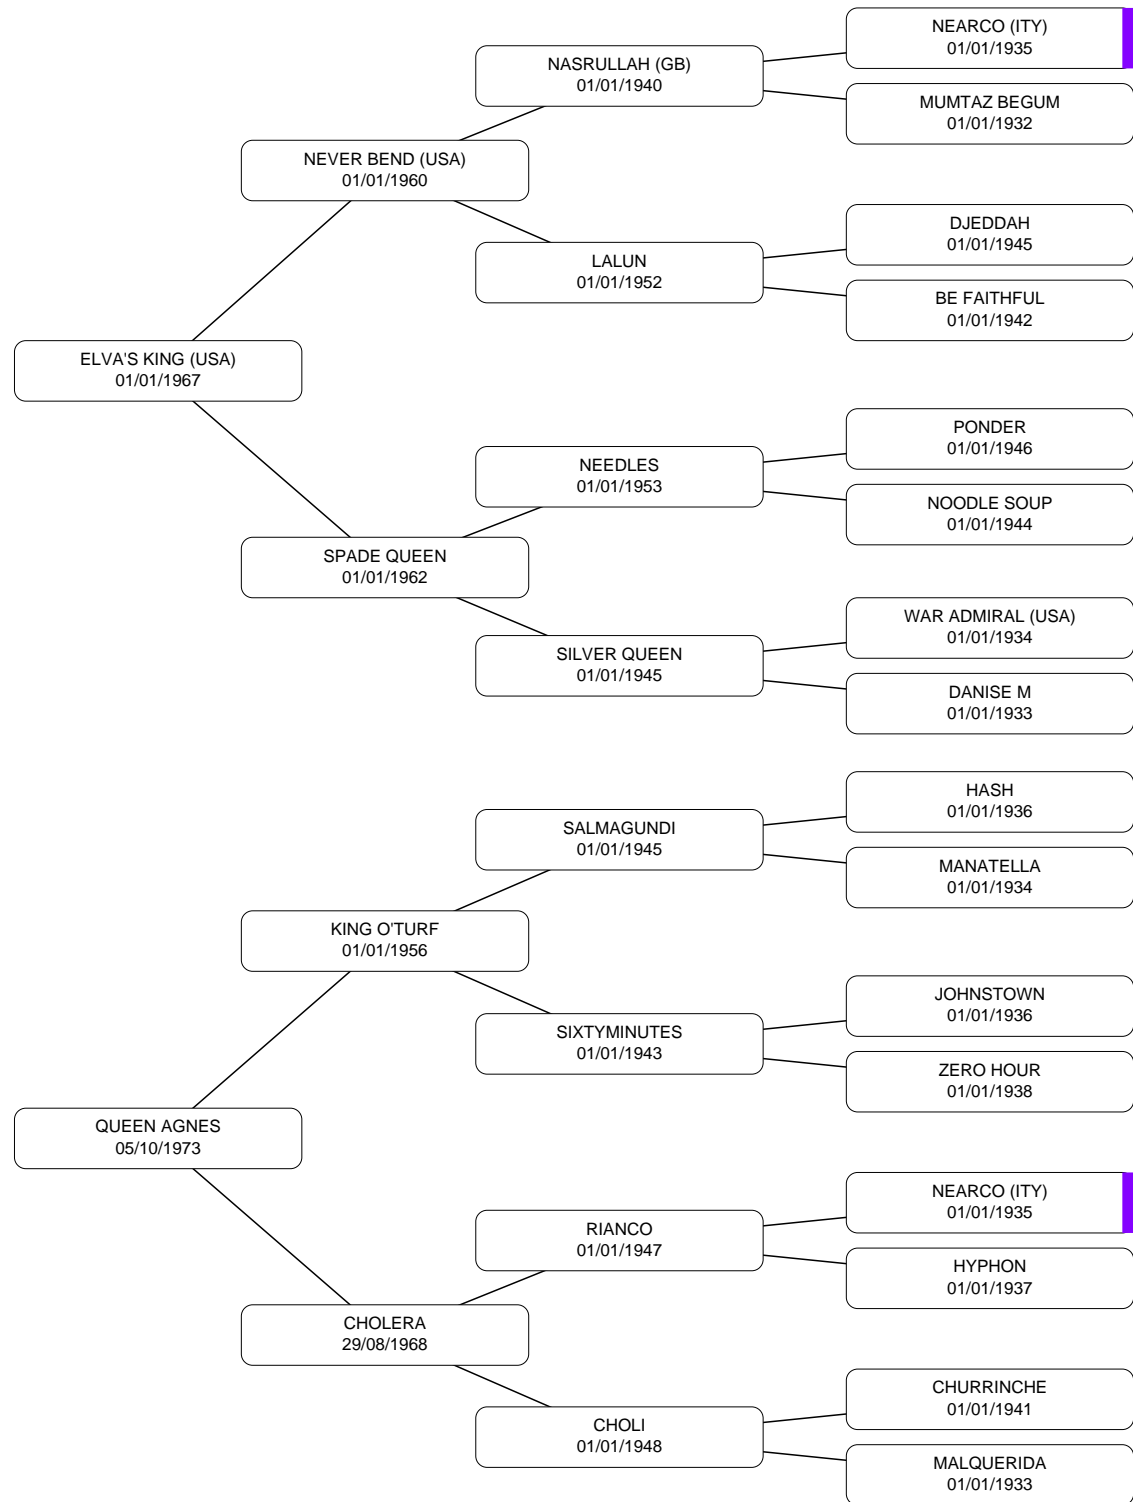 NEARCO (ITY)
01/01/1935
NASRULLAH (GB)
01/01/1940
MUMTAZ BEGUM
01/01/1932
NEVER BEND (USA)
01/01/1960
DJEDDAH
01/01/1945
LALUN
01/01/1952
BE FAITHFUL
01/01/1942
ELVA'S KING (USA)
01/01/1967
PONDER
01/01/1946
NEEDLES
01/01/1953
NOODLE SOUP
01/01/1944
SPADE QUEEN
01/01/1962
WAR ADMIRAL (USA)
01/01/1934
SILVER QUEEN
01/01/1945
DANISE M
01/01/1933
HASH
01/01/1936
SALMAGUNDI
01/01/1945
MANATELLA
01/01/1934
KING O'TURF
01/01/1956
JOHNSTOWN
01/01/1936
SIXTYMINUTES
01/01/1943
ZERO HOUR
01/01/1938
QUEEN AGNES
05/10/1973
NEARCO (ITY)
01/01/1935
RIANCO
01/01/1947
HYPHON
01/01/1937
CHOLERA
29/08/1968
CHURRINCHE
01/01/1941
CHOLI
01/01/1948
MALQUERIDA
01/01/1933